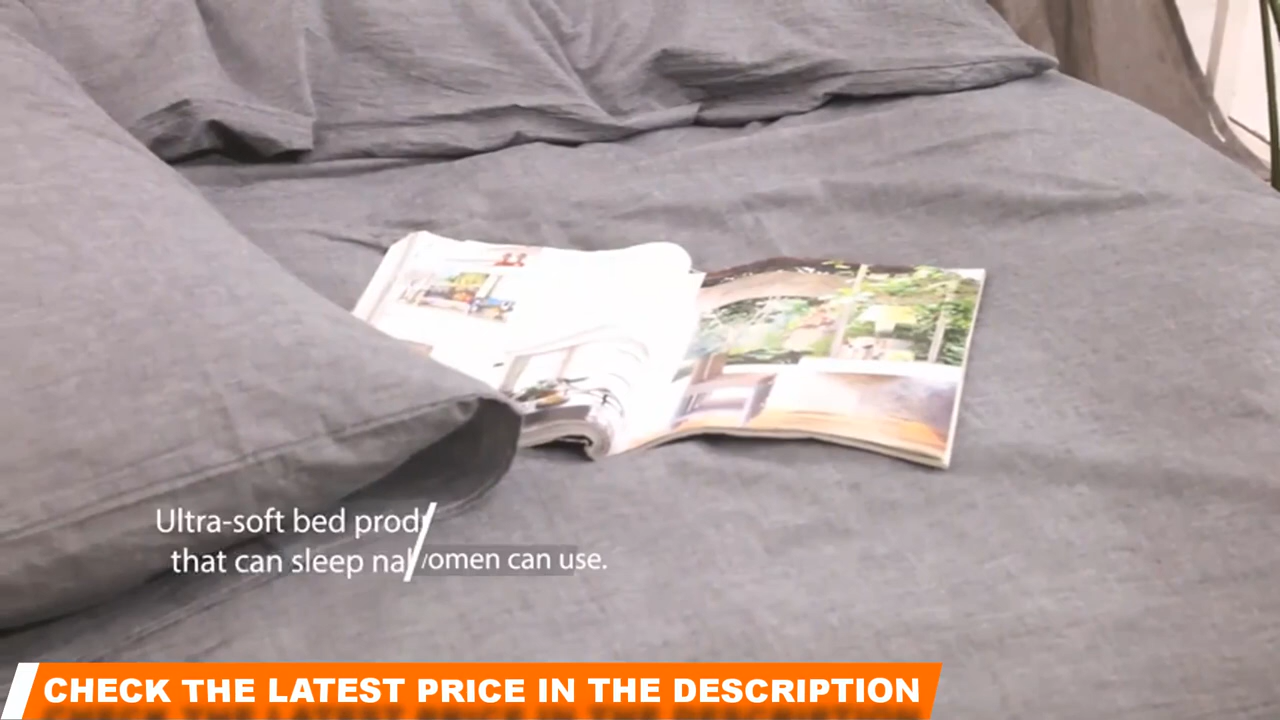 Ultra-soft bed prod
that can sleep na omen can use.
CHECK THE LATEST PRICE IN THE DESCRIPTION